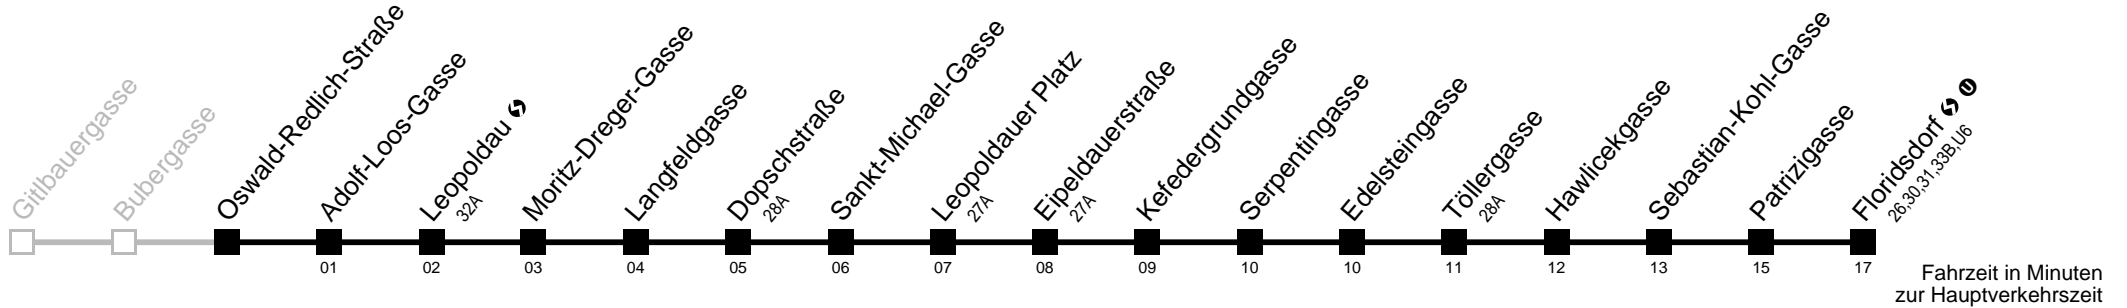 Gitlbauergasse
Bubergasse
Oswald-Redlich-Straße
Adolf-Loos-Gasse
01
Leopoldau
32A
02
Moritz-Dreger-Gasse
03
Langfeldgasse
04
Dopschstraße
28A
05
Sankt-Michael-Gasse
06
Leopoldauer Platz
27A
07
Eipeldauerstraße
27A
08
Kefedergrundgasse
09
Serpentingasse
10
Edelsteingasse
10
Töllergasse
28A
11
Hawlicekgasse
12
Sebastian-Kohl-Gasse
13
Patrizigasse
15
Floridsdorf U
26,30,31,33B,U6
17
Fahrzeit in Minuten
zur Hauptverkehrszeit